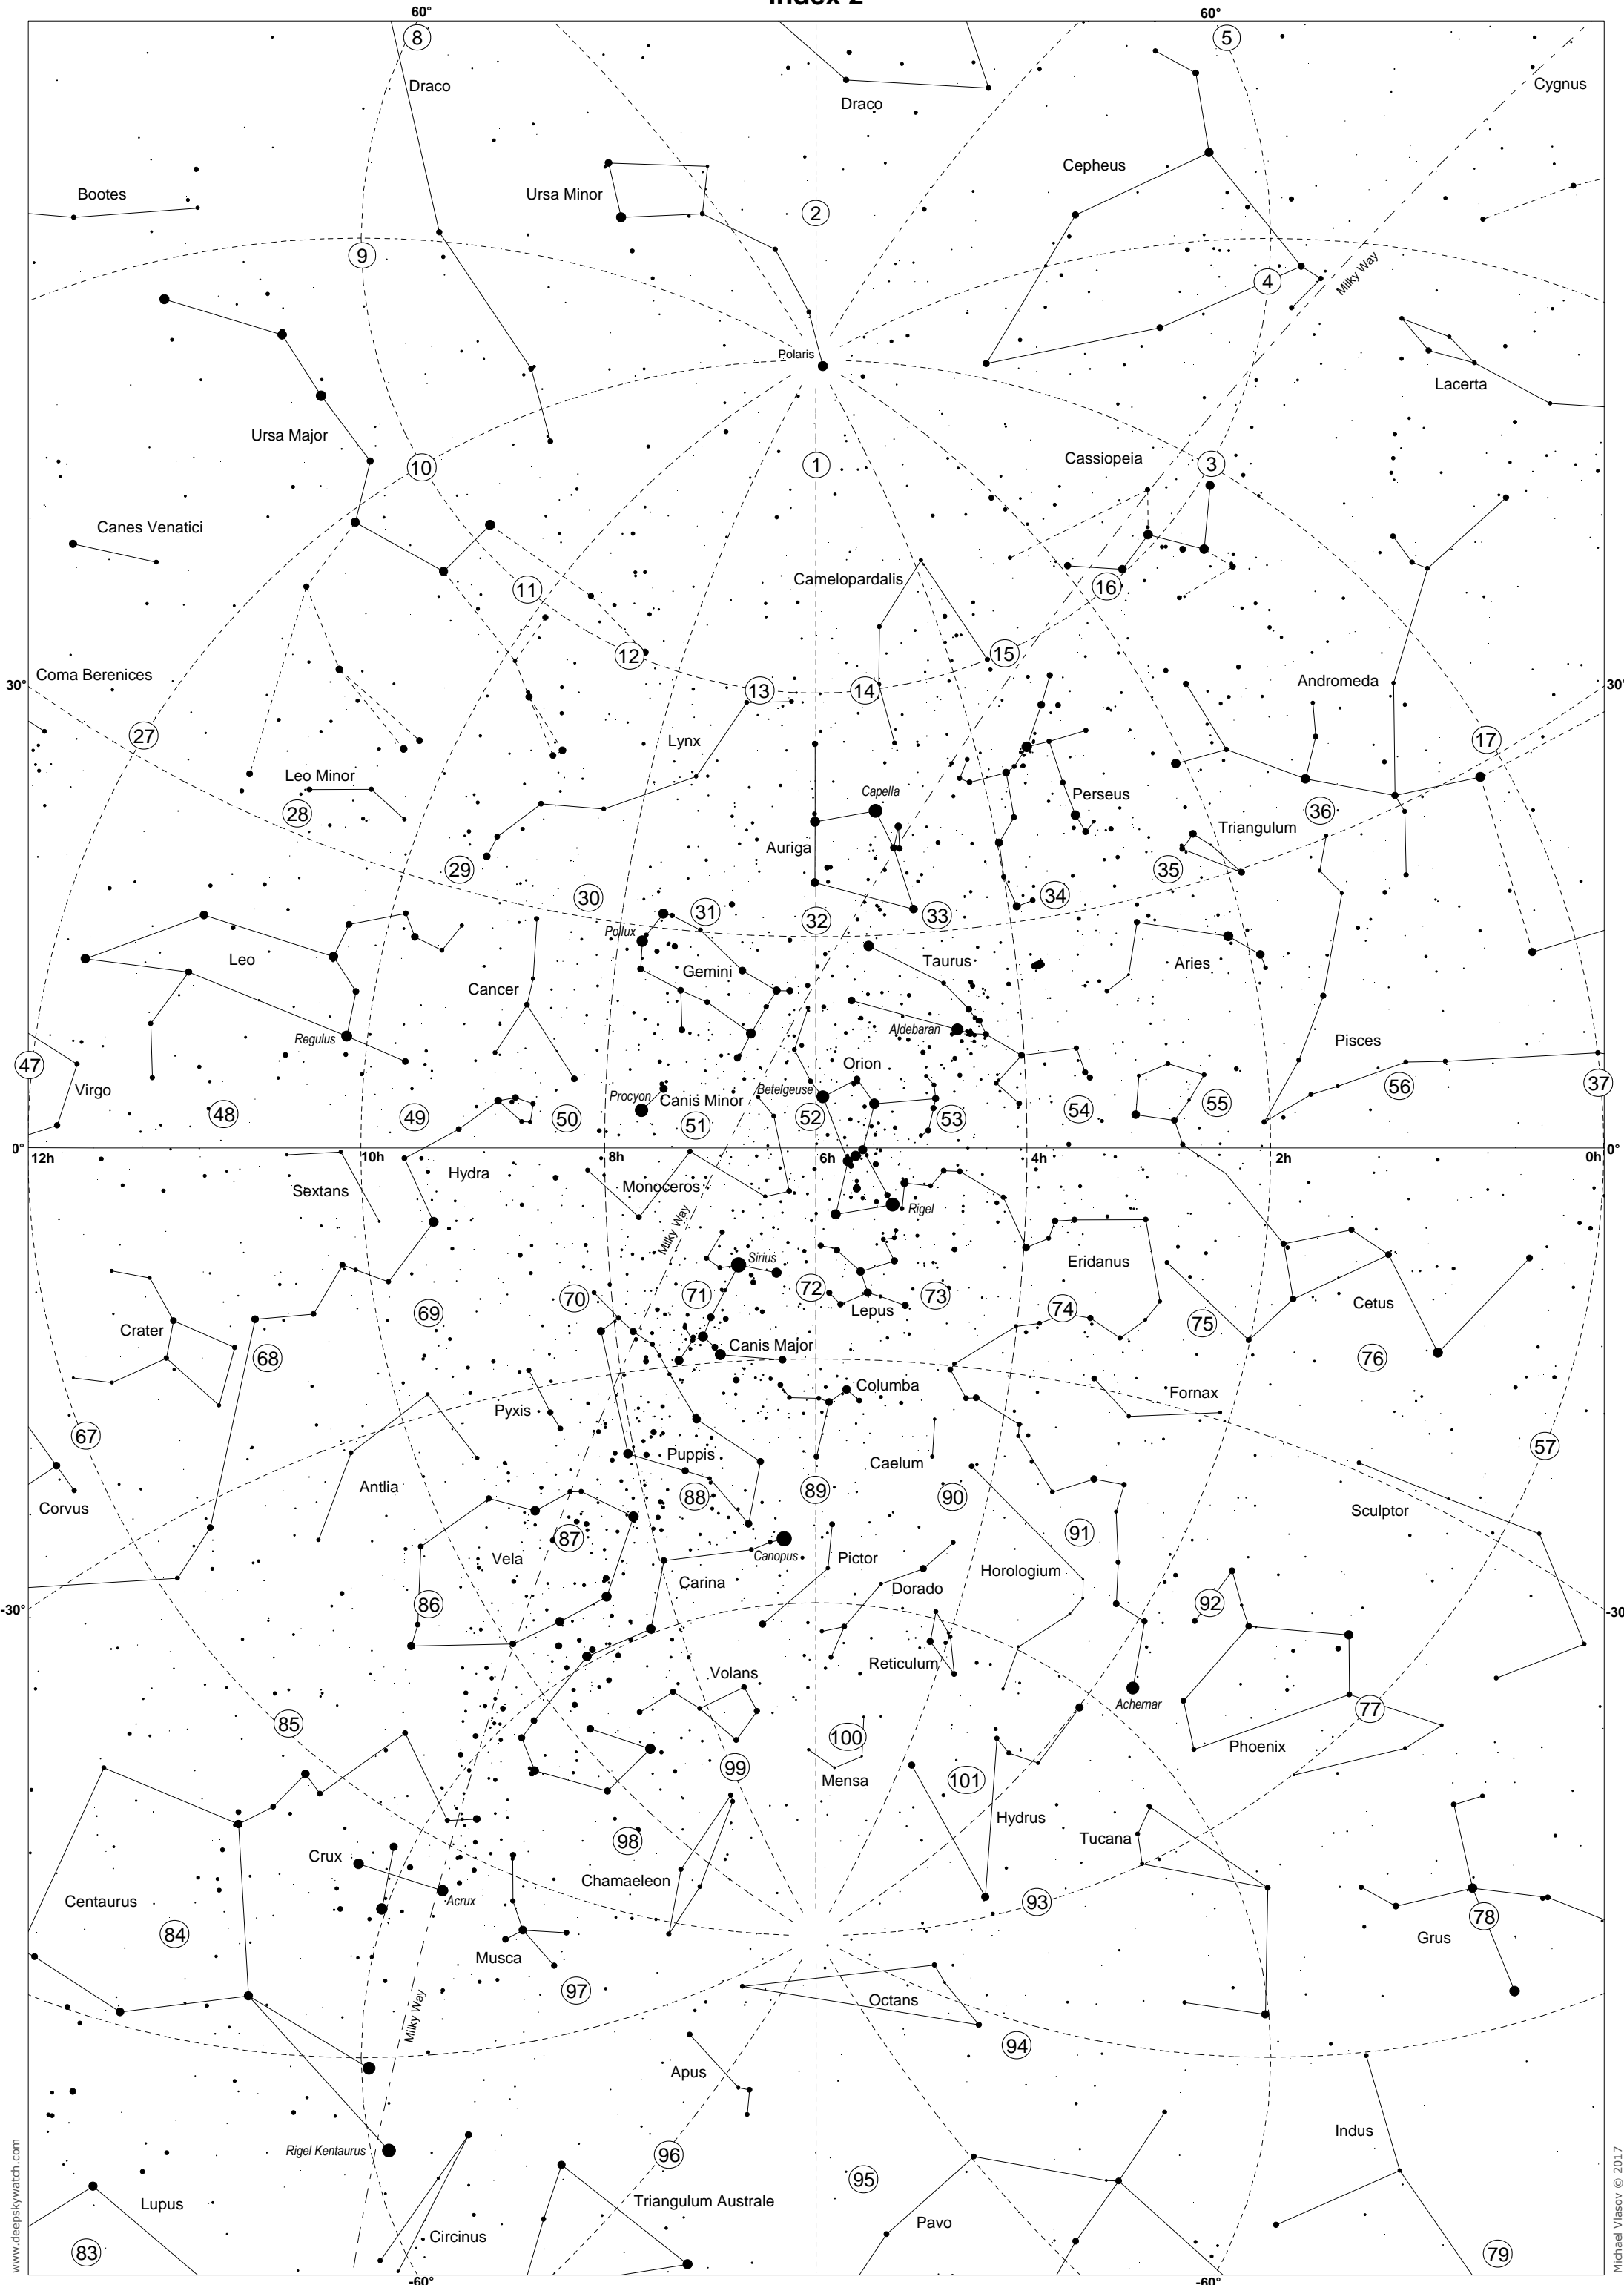 Index 2
60°
60°
8
5
Draco
Draco
Cygnus
Cepheus
Bootes
Ursa Minor
2
9
4
Milky Way
Polaris
Lacerta
Ursa Major
10
1
Cassiopeia
3
Canes Venatici
Camelopardalis
11
16
12
15
Coma Berenices
30°
13
14
Andromeda
30°
27
Lynx
17
Leo Minor
Capella
Perseus
28
36
Auriga
Triangulum
29
35
30
31
34
32
33
Pollux
Leo
Gemini
Taurus
Aries
Cancer
Regulus
Aldebaran
Pisces
47
Orion
Virgo
Procyon
Canis Minor
Betelgeuse
56
37
48
49
50
51
52
53
54
55
0°
12h
10h
8h
6h
4h
2h
0h
0°
Hydra
Sextans
Monoceros
Rigel
Milky Way
Sirius
Eridanus
70
71
72
73
Lepus
74
75
Cetus
69
Crater
68
Canis Major
76
Columba
Fornax
Pyxis
67
57
Puppis
Caelum
Antlia
88
89
90
Corvus
Sculptor
87
91
Vela
Canopus
Pictor
Horologium
Carina
Dorado
86
92
-30°
-30°
Reticulum
Volans
Achernar
85
77
100
Phoenix
99
Mensa
101
Hydrus
98
Tucana
Crux
Chamaeleon
Acrux
Centaurus
93
84
78
Grus
Musca
97
Octans
Milky Way
94
Apus
Indus
Rigel Kentaurus
96
95
Lupus
Triangulum Australe
Pavo
Circinus
83
79
-60°
-60°
www.deepskywatch.com
Michael Vlasov © 2017